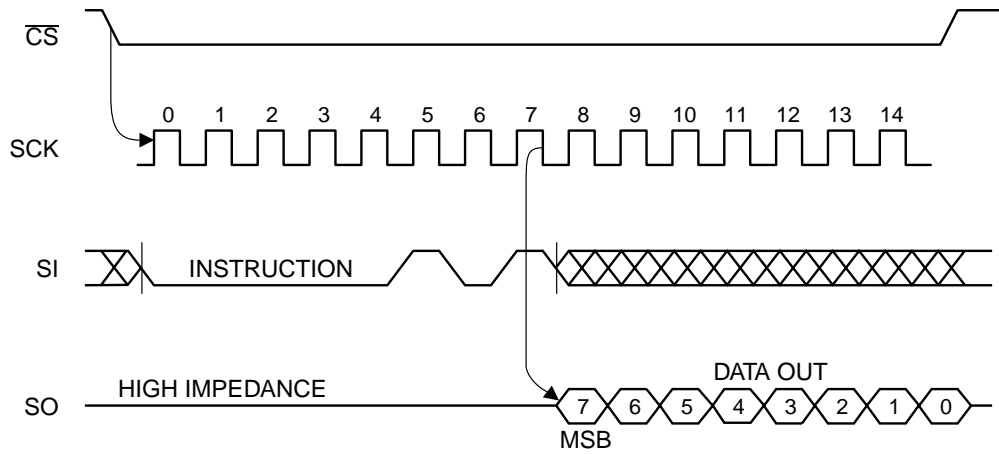 CS
0 1 2 3 4 5 6 7 8 9 10 11 12 13 14
SCK
SI
INSTRUCTION
HIGH IMPEDANCE
DATA OUT
SO
7 6 5 4 3 2 1 0
MSB